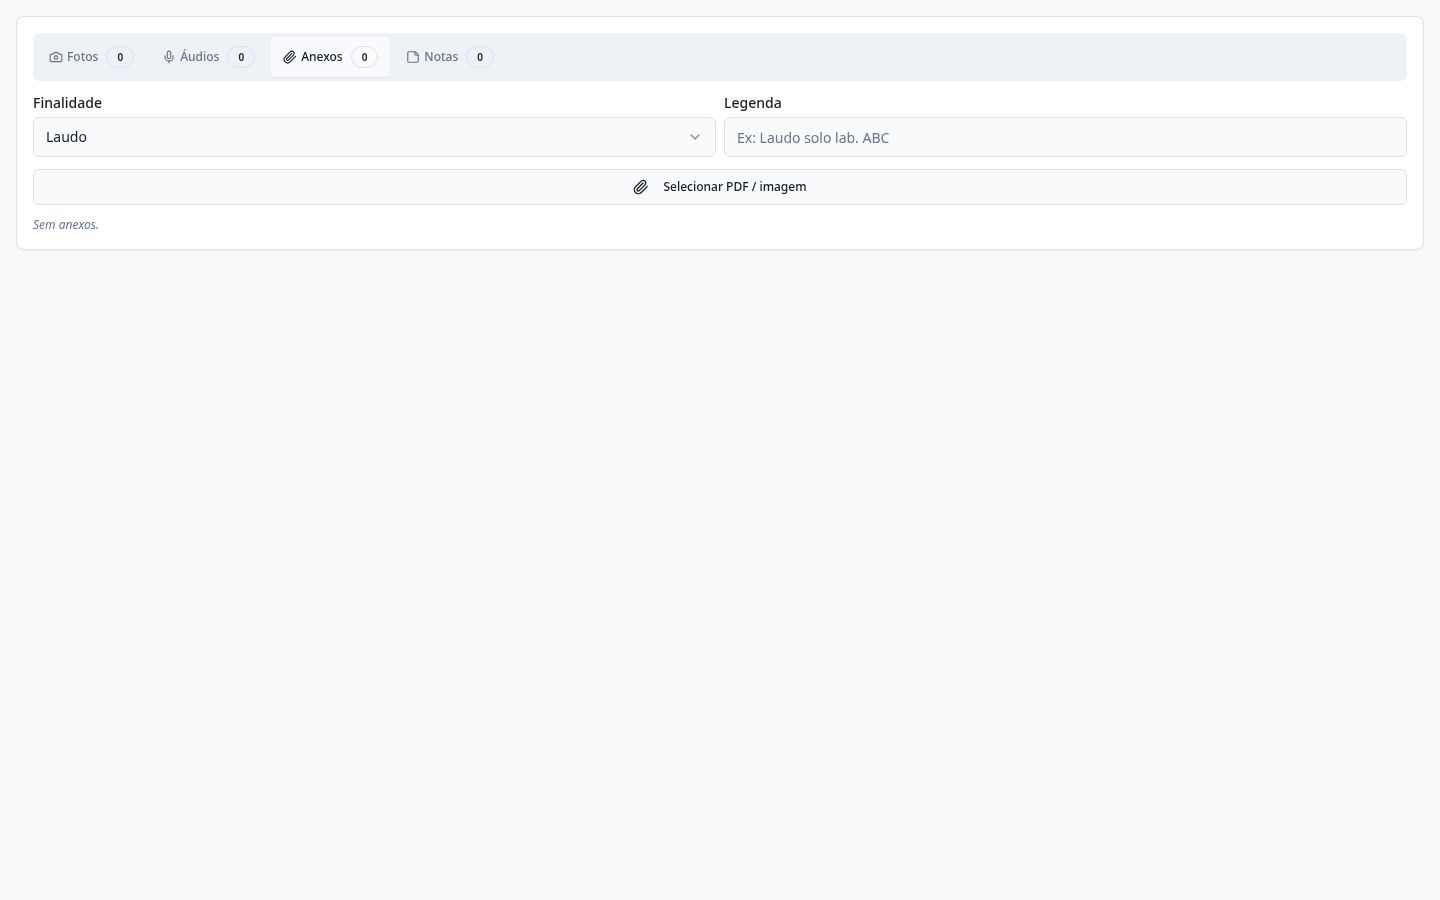 Fotos 0 Áudios 0 Anexos 0 Notas 0
Finalidade
Laudo
Legenda
Ex: Laudo solo lab. ABC
Selecionar PDF / imagem
Sem anexos.